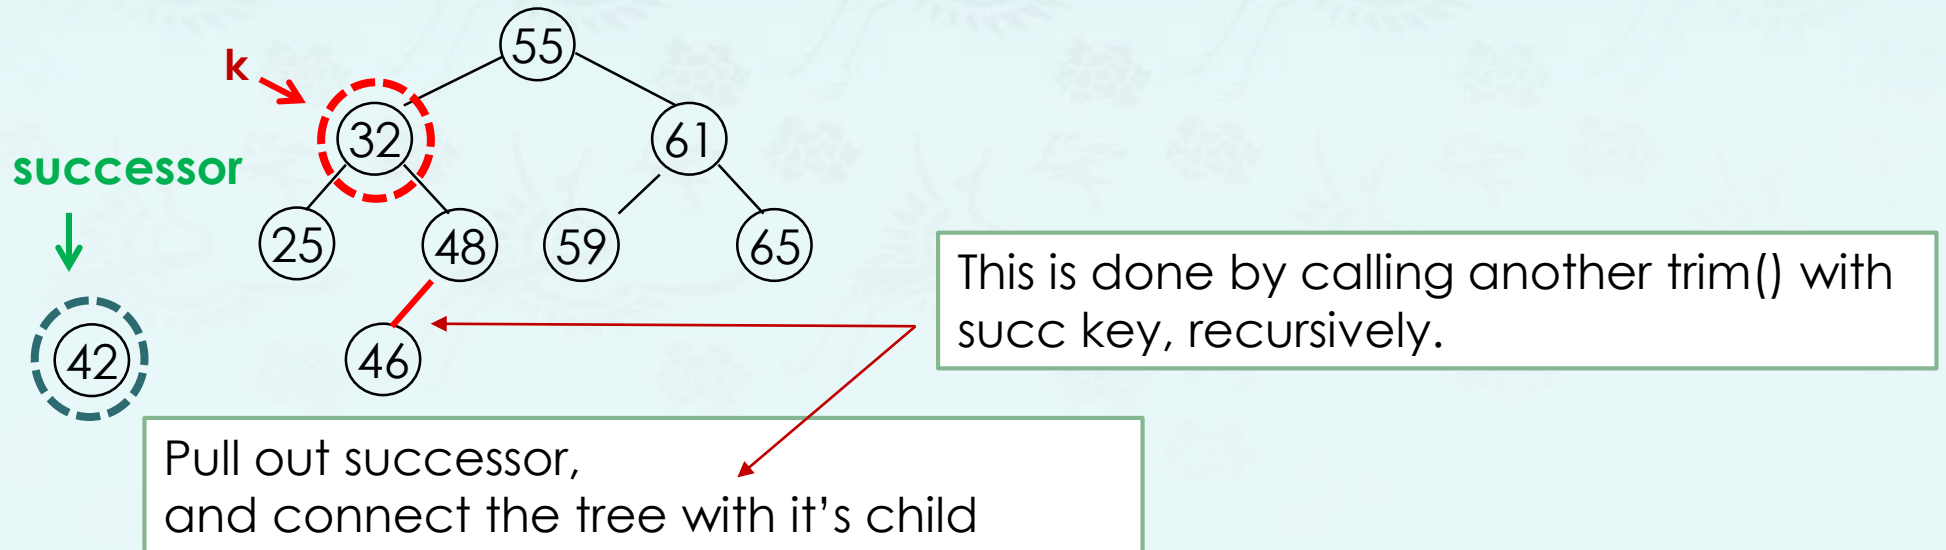 55
k
32
61
successor
25
48
59
65
This is done by calling another trim() with
succ key, recursively.
42
46
Pull out successor,
and connect the tree with it's child